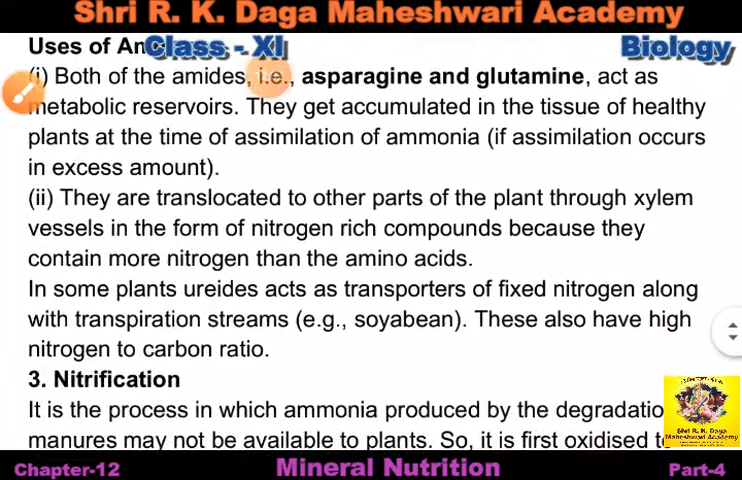 Shri R. K. Daga Maheshwari Academy
Class - XI
Biology
Uses of
(i) Both of the amides, i.e., asparagine and glutamine, act as
metabolic reservoirs. They get accumulated in the tissue of healthy
plants at the time of assimilation of ammonia (if assimilation occurs
in excess amount).
(ii) They are translocated to other parts of the plant through xylem
vessels in the form of nitrogen rich compounds because they
contain more nitrogen than the amino acids.
In some plants ureides acts as transporters of fixed nitrogen along
with transpiration streams (e.g., soyabean). These also have high
nitrogen to carbon ratio.
3. Nitrification
It is the process in which ammonia produced by the degradatio
manures may not be available to plants. So, it is first oxidised t
Shri R. K. Daga
Maheshwari Academy
Chapter-12
Mineral Nutrition
Part-4